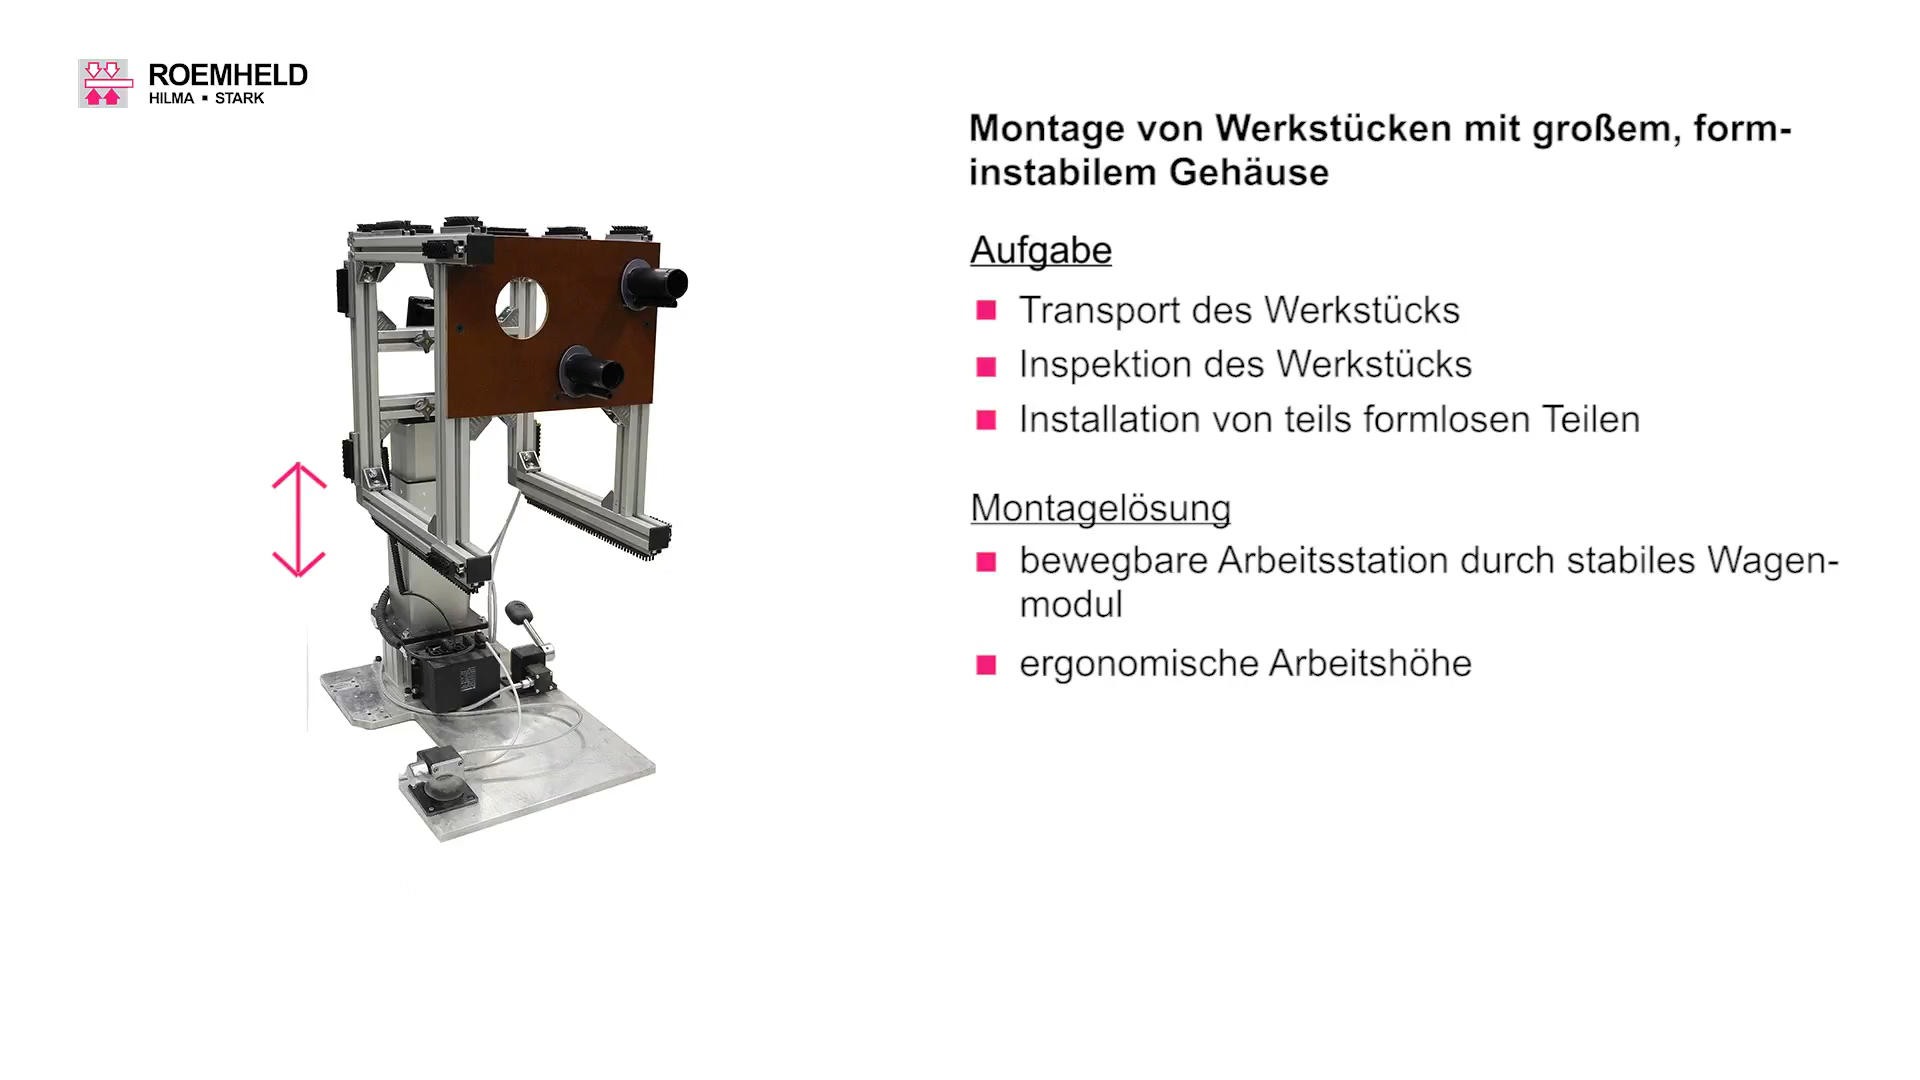 ROEMHELD
HILMA ▪ STARK
Montage von Werkstücken mit großem, form-
instabilem Gehäuse
Aufgabe
Transport des Werkstücks
Inspektion des Werkstücks
Installation von teils formlosen Teilen
Montagelösung
bewegbare Arbeitsstation durch stabiles Wagen-
modul
ergonomische Arbeitshöhe